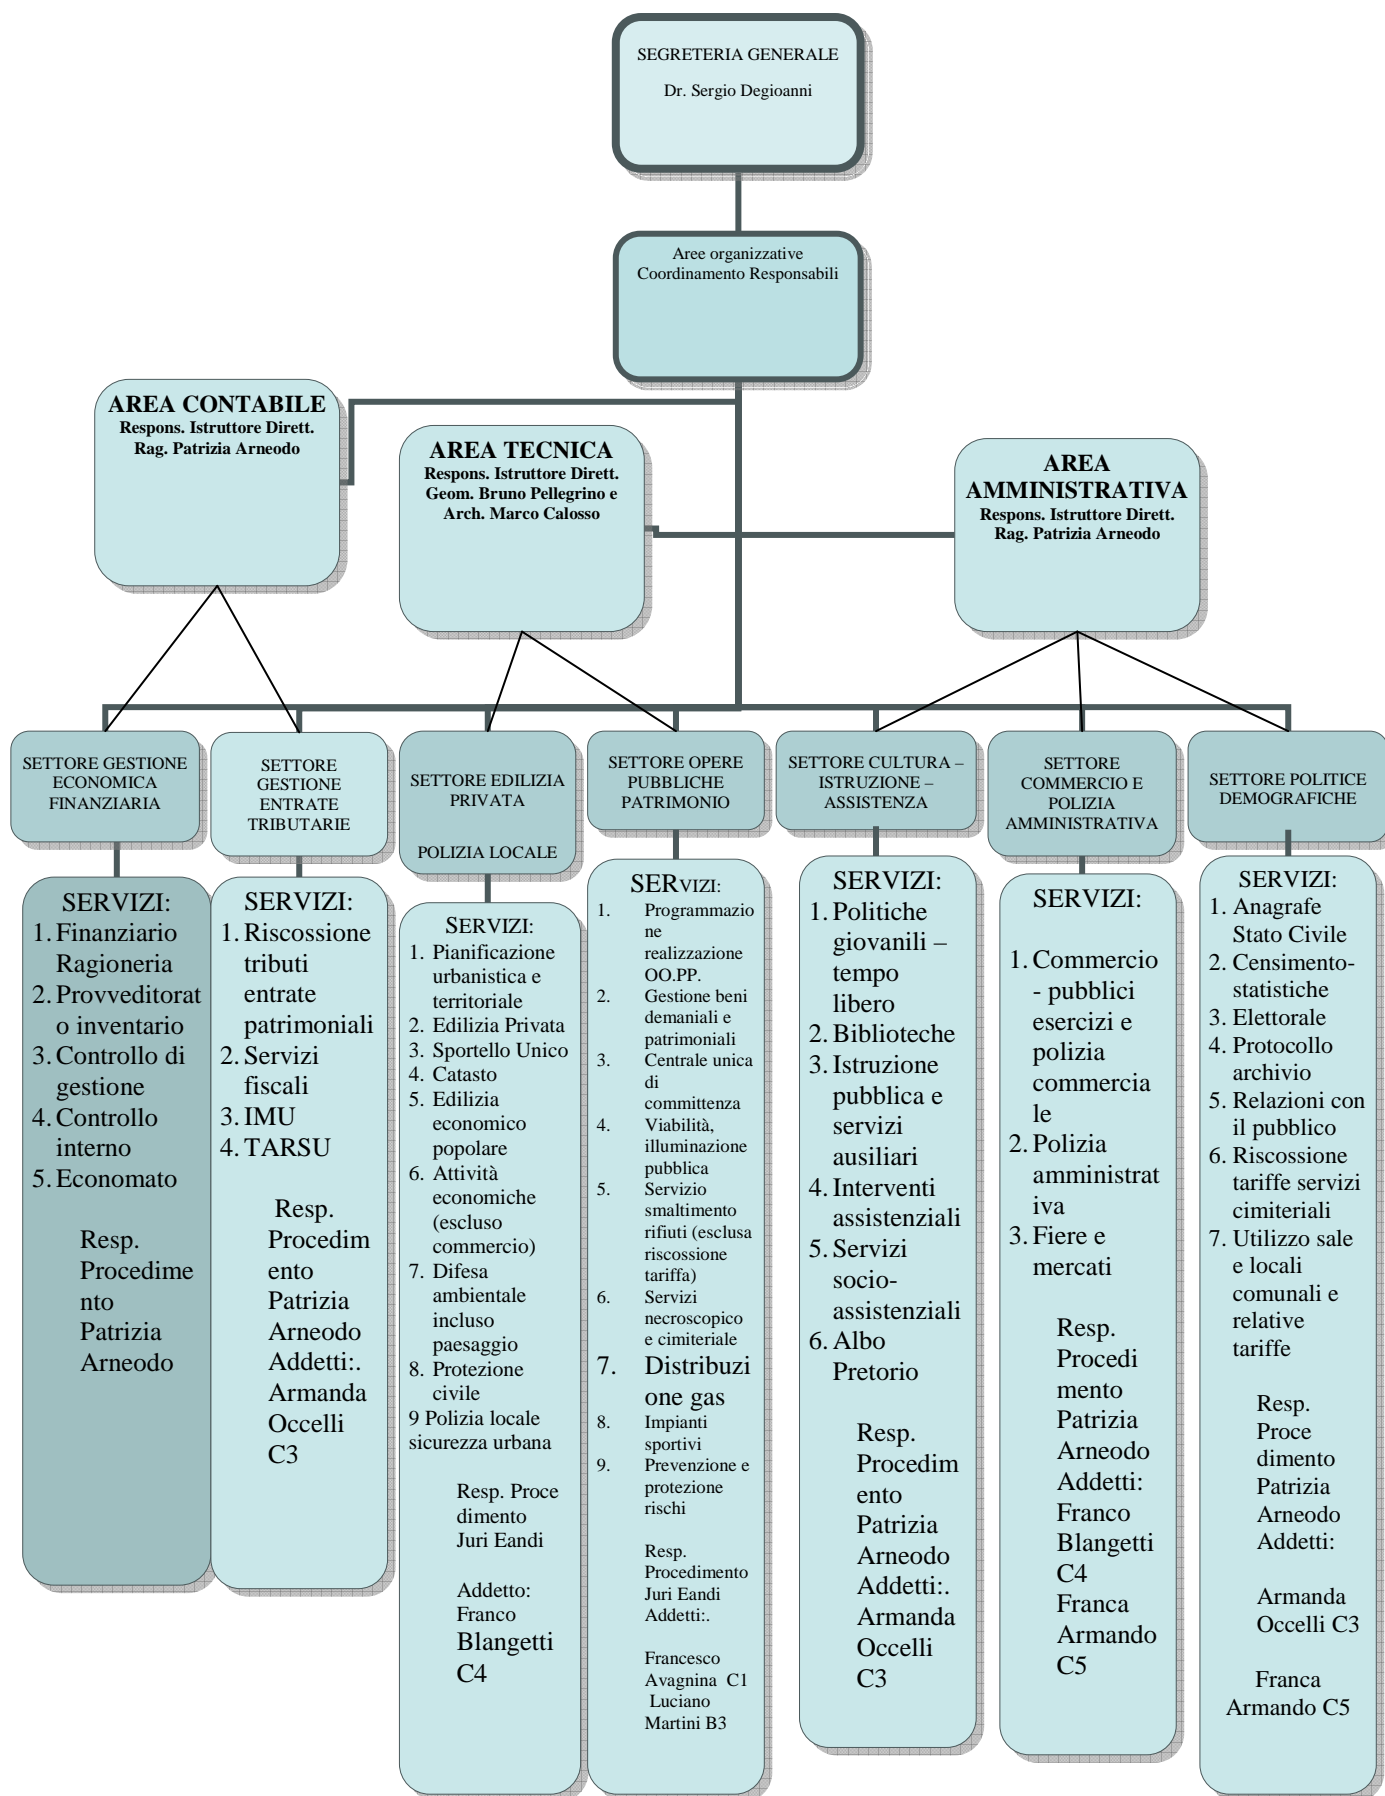 SEGRETERIA GENERALE
Dr. Sergio Degioanni
Aree organizzative
Coordinamento Responsabili
AREA CONTABILE
Respons. Istruttore Dirett.
Rag. Patrizia Arneodo
AREA TECNICA
Respons. Istruttore Dirett.
Geom. Bruno Pellegrino e
Arch. Marco Calosso
AREA
AMMINISTRATIVA
Respons. Istruttore Dirett.
Rag. Patrizia Arneodo
SETTORE GESTIONE
ECONOMICA
FINANZIARIA
SETTORE
GESTIONE
ENTRATE
TRIBUTARIE
SETTORE EDILIZIA
PRIVATA
POLIZIA LOCALE
SETTORE OPERE
PUBBLICHE
PATRIMONIO
SETTORE CULTURA –
ISTRUZIONE –
ASSISTENZA
SETTORE
COMMERCIO E
POLIZIA
AMMINISTRATIVA
SETTORE POLITICE
DEMOGRAFICHE
SERVIZI:
1. Finanziario
Ragioneria
2. Provveditorat
o inventario
3. Controllo di
gestione
4. Controllo
interno
5. Economato
Resp.
Procedime
nto
Patrizia
Arneodo
SERVIZI:
1. Riscossione
tributi
entrate
patrimoniali
2. Servizi
fiscali
3. IMU
4. TARSU
Resp.
Procedim
ento
Patrizia
Arneodo
Addetti:.
Armanda
Occelli
C3
SERVIZI:
1. Pianificazione
urbanistica e
territoriale
2. Edilizia Privata
3. Sportello Unico
4. Catasto
5. Edilizia
economico
popolare
6. Attività
economiche
(escluso
commercio)
7. Difesa
ambientale
incluso
paesaggio
8. Protezione
civile
9 Polizia locale
sicurezza urbana
Resp. Proce
dimento
Juri Eandi
Addetto:
Franco
Blangetti
C4
SERVIZI:
1. Programmazio
ne
realizzazione
OO.PP.
2. Gestione beni
demaniali e
patrimoniali
3. Centrale unica
di
committenza
4. Viabilità,
illuminazione
pubblica
5. Servizio
smaltimento
rifiuti (esclusa
riscossione
tariffa)
6. Servizi
necroscopico
e cimiteriale
7. Distribuzi
one gas
8. Impianti
sportivi
9. Prevenzione e
protezione
rischi
Resp.
Procedimento
Juri Eandi
Addetti:.
Francesco
Avagnina C1
Luciano
Martini B3
SERVIZI:
1. Politiche
giovanili –
tempo
libero
2. Biblioteche
3. Istruzione
pubblica e
servizi
ausiliari
4. Interventi
assistenziali
5. Servizi
socio-
assistenziali
6. Albo
Pretorio
Resp.
Procedim
ento
Patrizia
Arneodo
Addetti:.
Armanda
Occelli
C3
SERVIZI:
1. Commercio
- pubblici
esercizi e
polizia
commercia
le
2. Polizia
amministrat
iva
3. Fiere e
mercati
Resp.
Procedi
mento
Patrizia
Arneodo
Addetti:
Franco
Blangetti
C4
Franca
Armando
C5
SERVIZI:
1. Anagrafe
Stato Civile
2. Censimento-
statistiche
3. Elettorale
4. Protocollo
archivio
5. Relazioni con
il pubblico
6. Riscossione
tariffe servizi
cimiteriali
7. Utilizzo sale
e locali
comunali e
relative
tariffe
Resp.
Proce
dimento
Patrizia
Arneodo
Addetti:
Armanda
Occelli C3
Franca
Armando C5